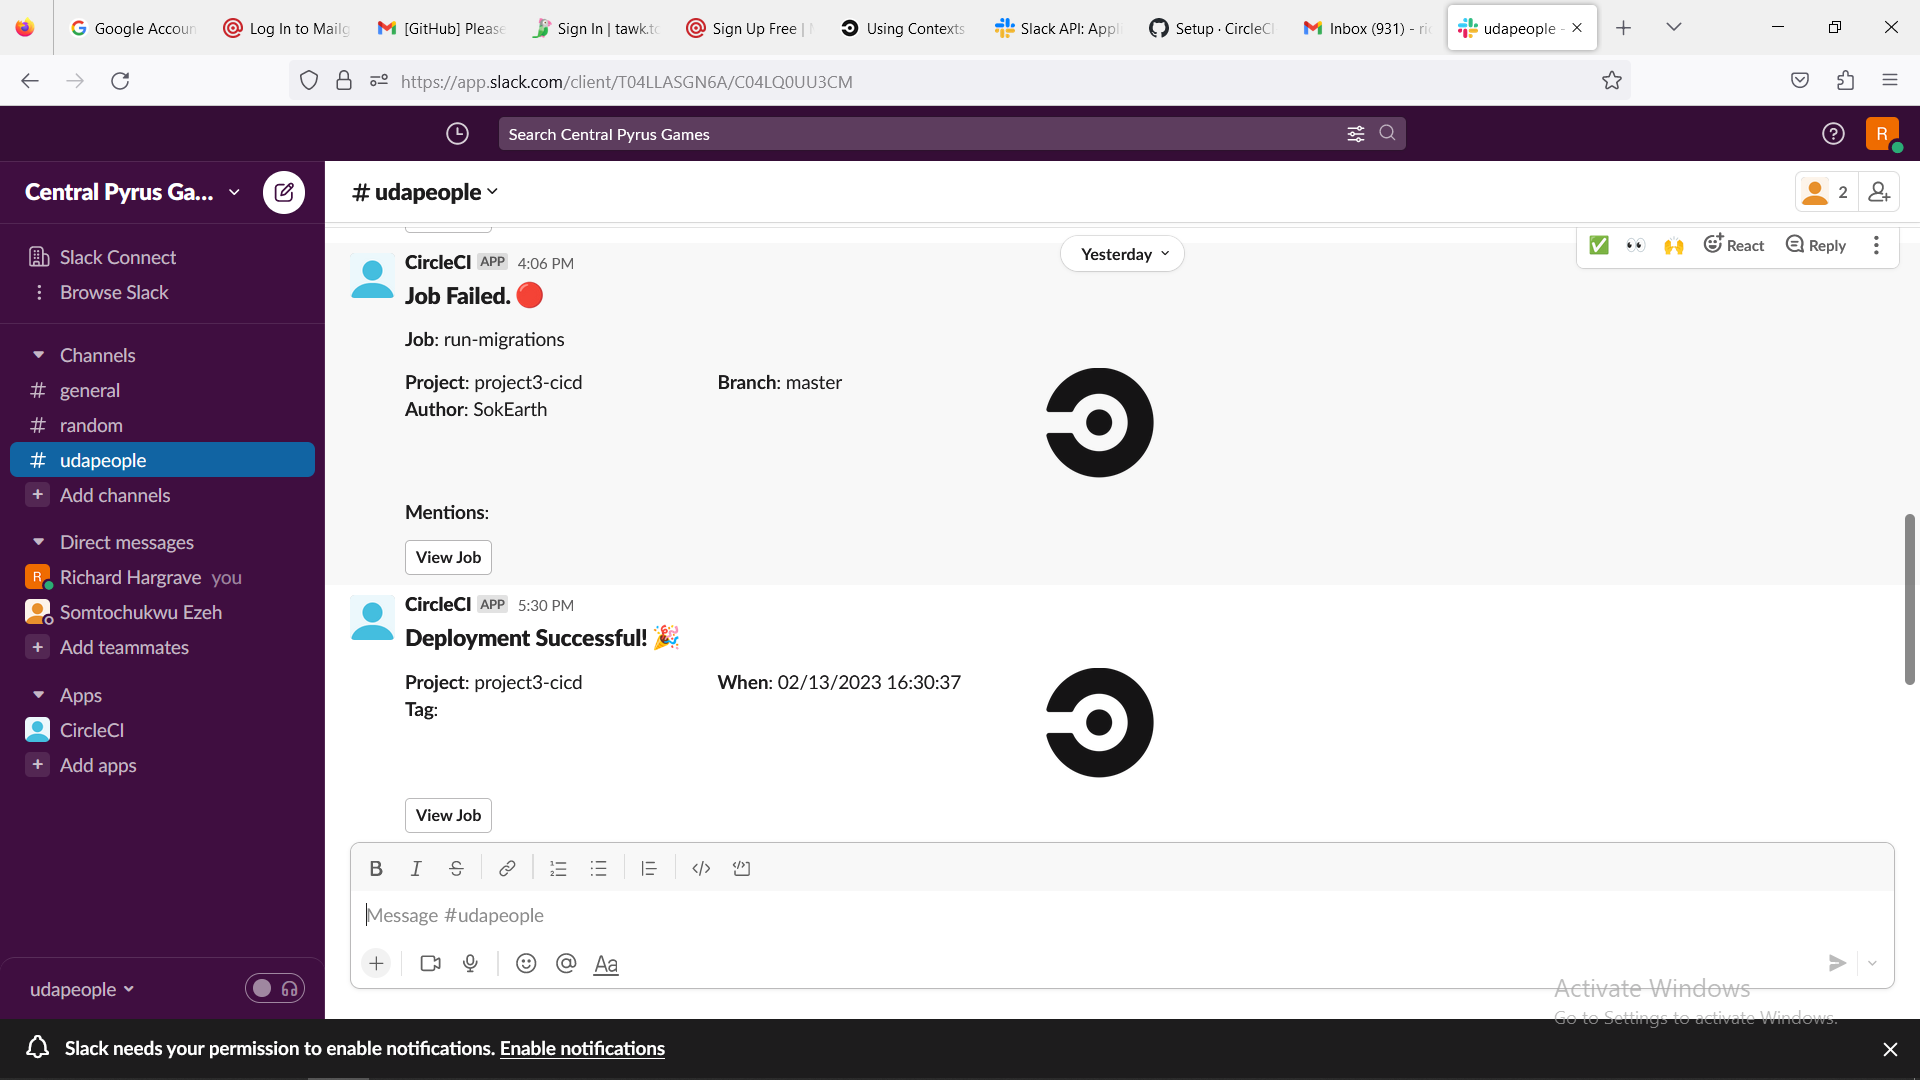 Google Accoun
Log In to Mailg
[GitHub] Please
Sign In | tawk.to
Sign Up Free |
Using Contexts
Slack API: Appli
Setup · CircleCI
Inbox (931) - ri
udapeople -
https://app.slack.com/client/T04LLASGN6A/C04LQ0UU3CM
Search Central Pyrus Games
R
Central Pyrus Ga...
# udapeople
2
Slack Connect
Browse Slack
Channels
# general
# random
# udapeople
+ Add channels
Direct messages
R Richard Hargrave you
Somtochukwu Ezeh
+ Add teammates
Apps
CircleCI
+ Add apps
udapeople
Yesterday
React
Reply
CircleCI APP 4:06 PM
Job Failed.
Job: run-migrations
Project: project3-cicd Branch: master
Author: SokEarth
Mentions:
View Job
CircleCI APP 5:30 PM
Deployment Successful!
Project: project3-cicd When: 02/13/2023 16:30:37
Tag:
View Job
B I S
Message #udapeople
Aa
Activate Windows
Go to Settings to activate Windows.
Slack needs your permission to enable notifications. Enable notifications